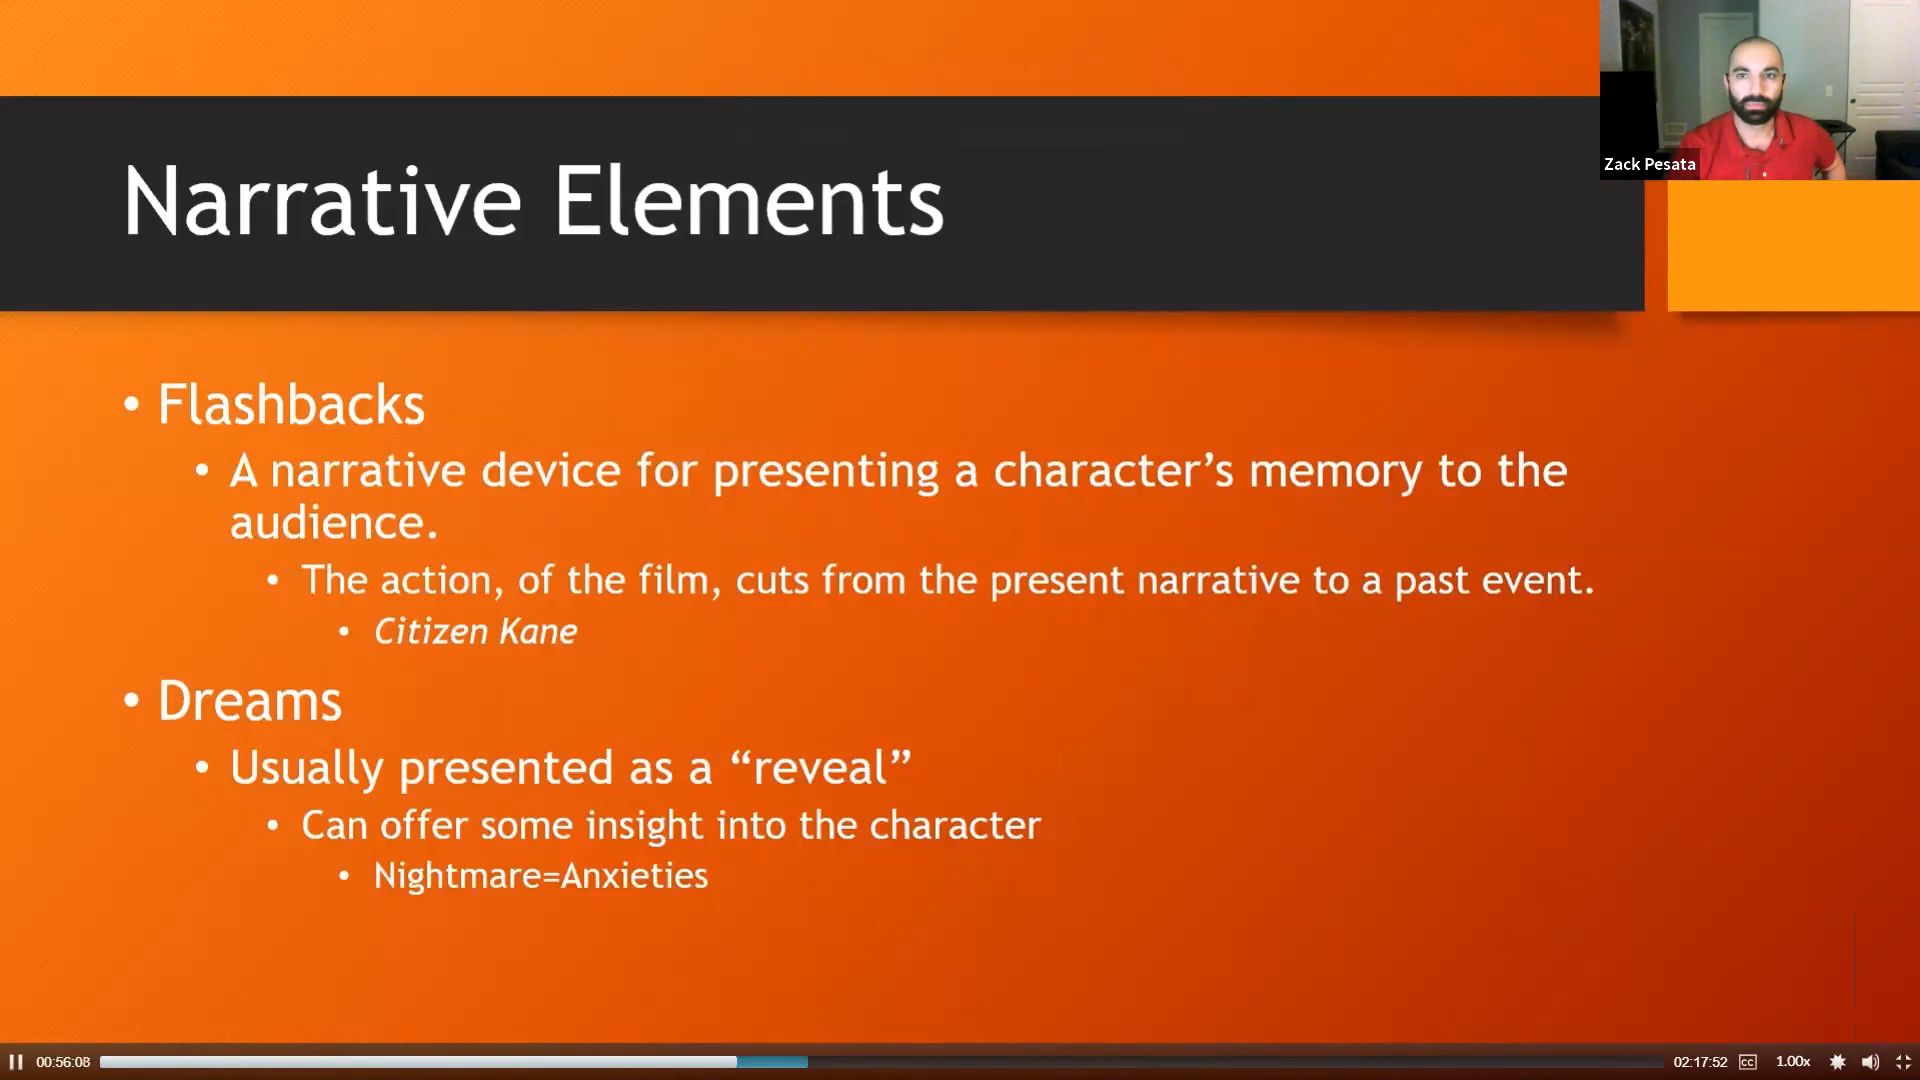 Zack Pesata
Narrative Elements
• Flashbacks
• A narrative device for presenting a character’s memory to the
audience.
• The action, of the film, cuts from the present narrative to a past event.
• Citizen Kane
• Dreams
• Usually presented as a “reveal”
• Can offer some insight into the character
• Nightmare=Anxieties
00:56:08 02:17:52 CC 1.00x